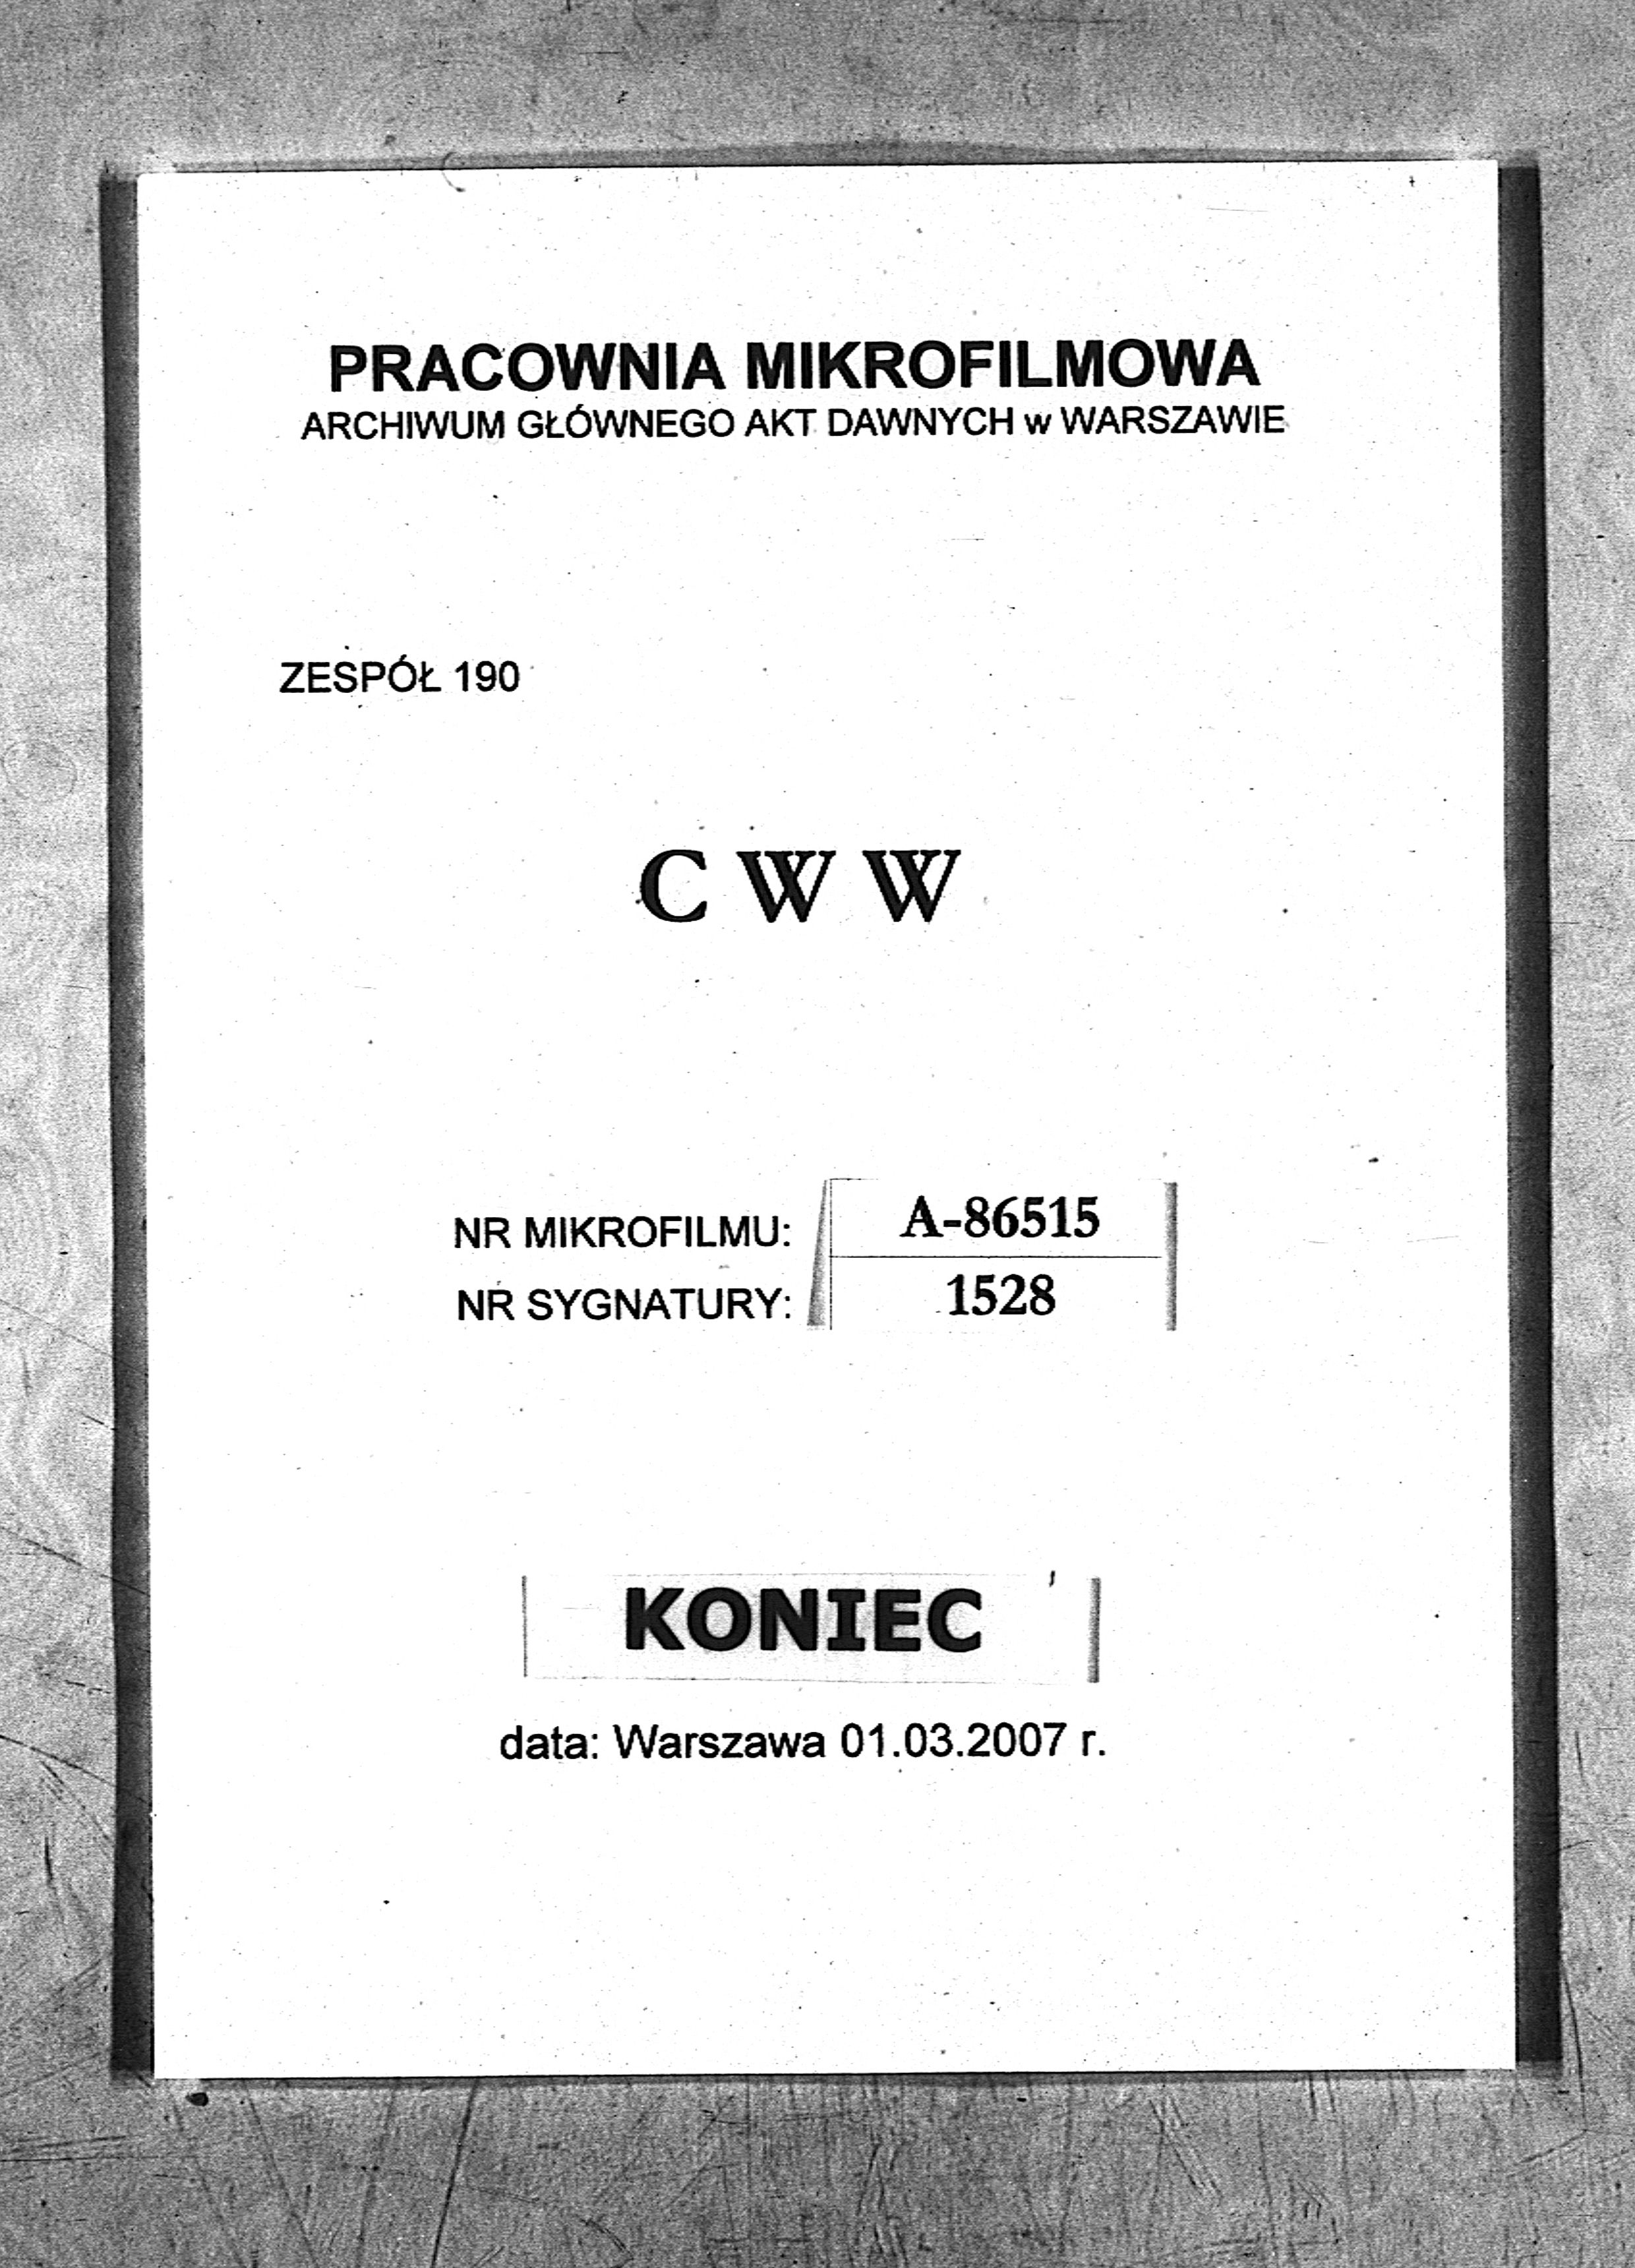 PRACOWNIA MIKROFILMOWA
ARCHIWUM GŁÓWNEGO AKT DAWNYCH w WARSZAWIE
ZESPÓŁ 190
C W W
NR MIKROFILMU: A-86515
NR SYGNATURY: 1528
KONIEC
data: Warszawa 01.03.2007 r.